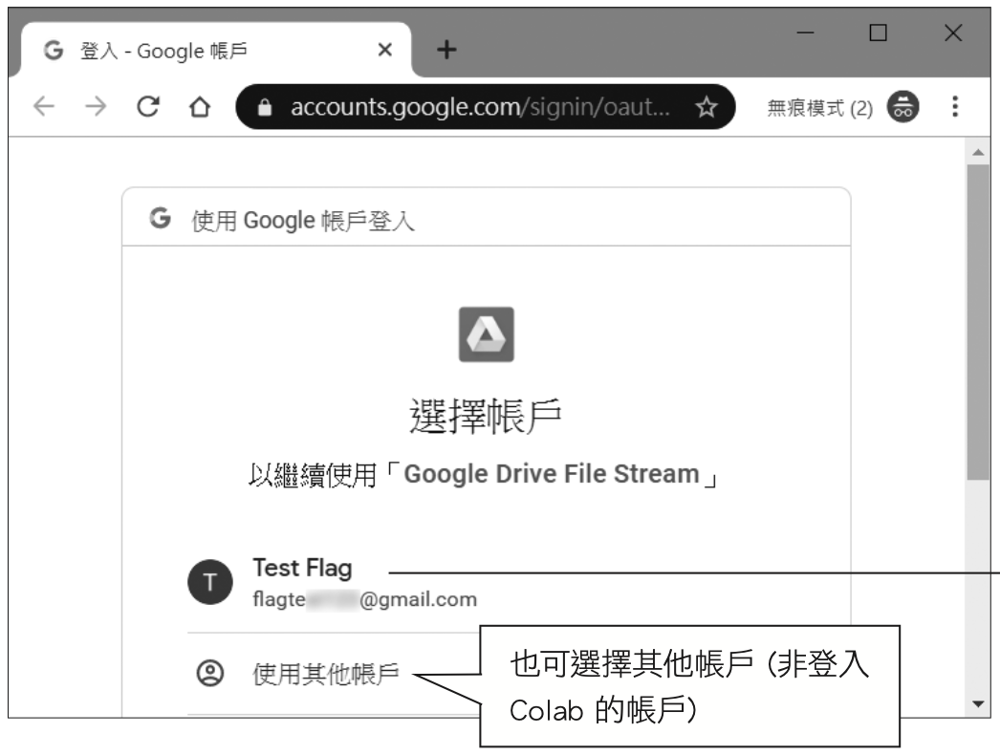 登入 - Google 帳戶
accounts.google.com/signin/oaut...
無痕模式 (2)
使用 Google 帳戶登入
選擇帳戶
以繼續使用「Google Drive File Stream」
T
Test Flag
flagte @gmail.com
使用其他帳戶
也可選擇其他帳戶 (非登入
Colab 的帳戶)